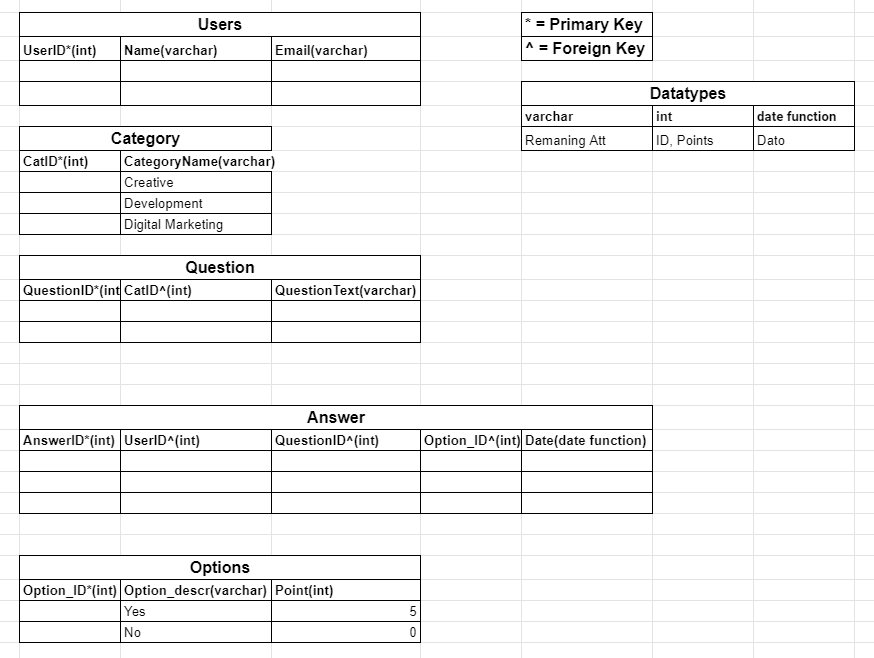 Users
UserID*(int) Name(varchar) Email(varchar)
* = Primary Key
^ = Foreign Key
Datatypes
varchar int date function
Remaning Att ID, Points Dato
Category
CatID*(int) CategoryName(varchar)
Creative
Development
Digital Marketing
Question
QuestionID*(int CatID^(int) QuestionText(varchar)
Answer
AnswerID*(int) UserID^(int) QuestionID^(int) Option_ID^(int) Date(date function)
Options
Option_ID*(int) Option_descr(varchar) Point(int)
Yes 5
No 0